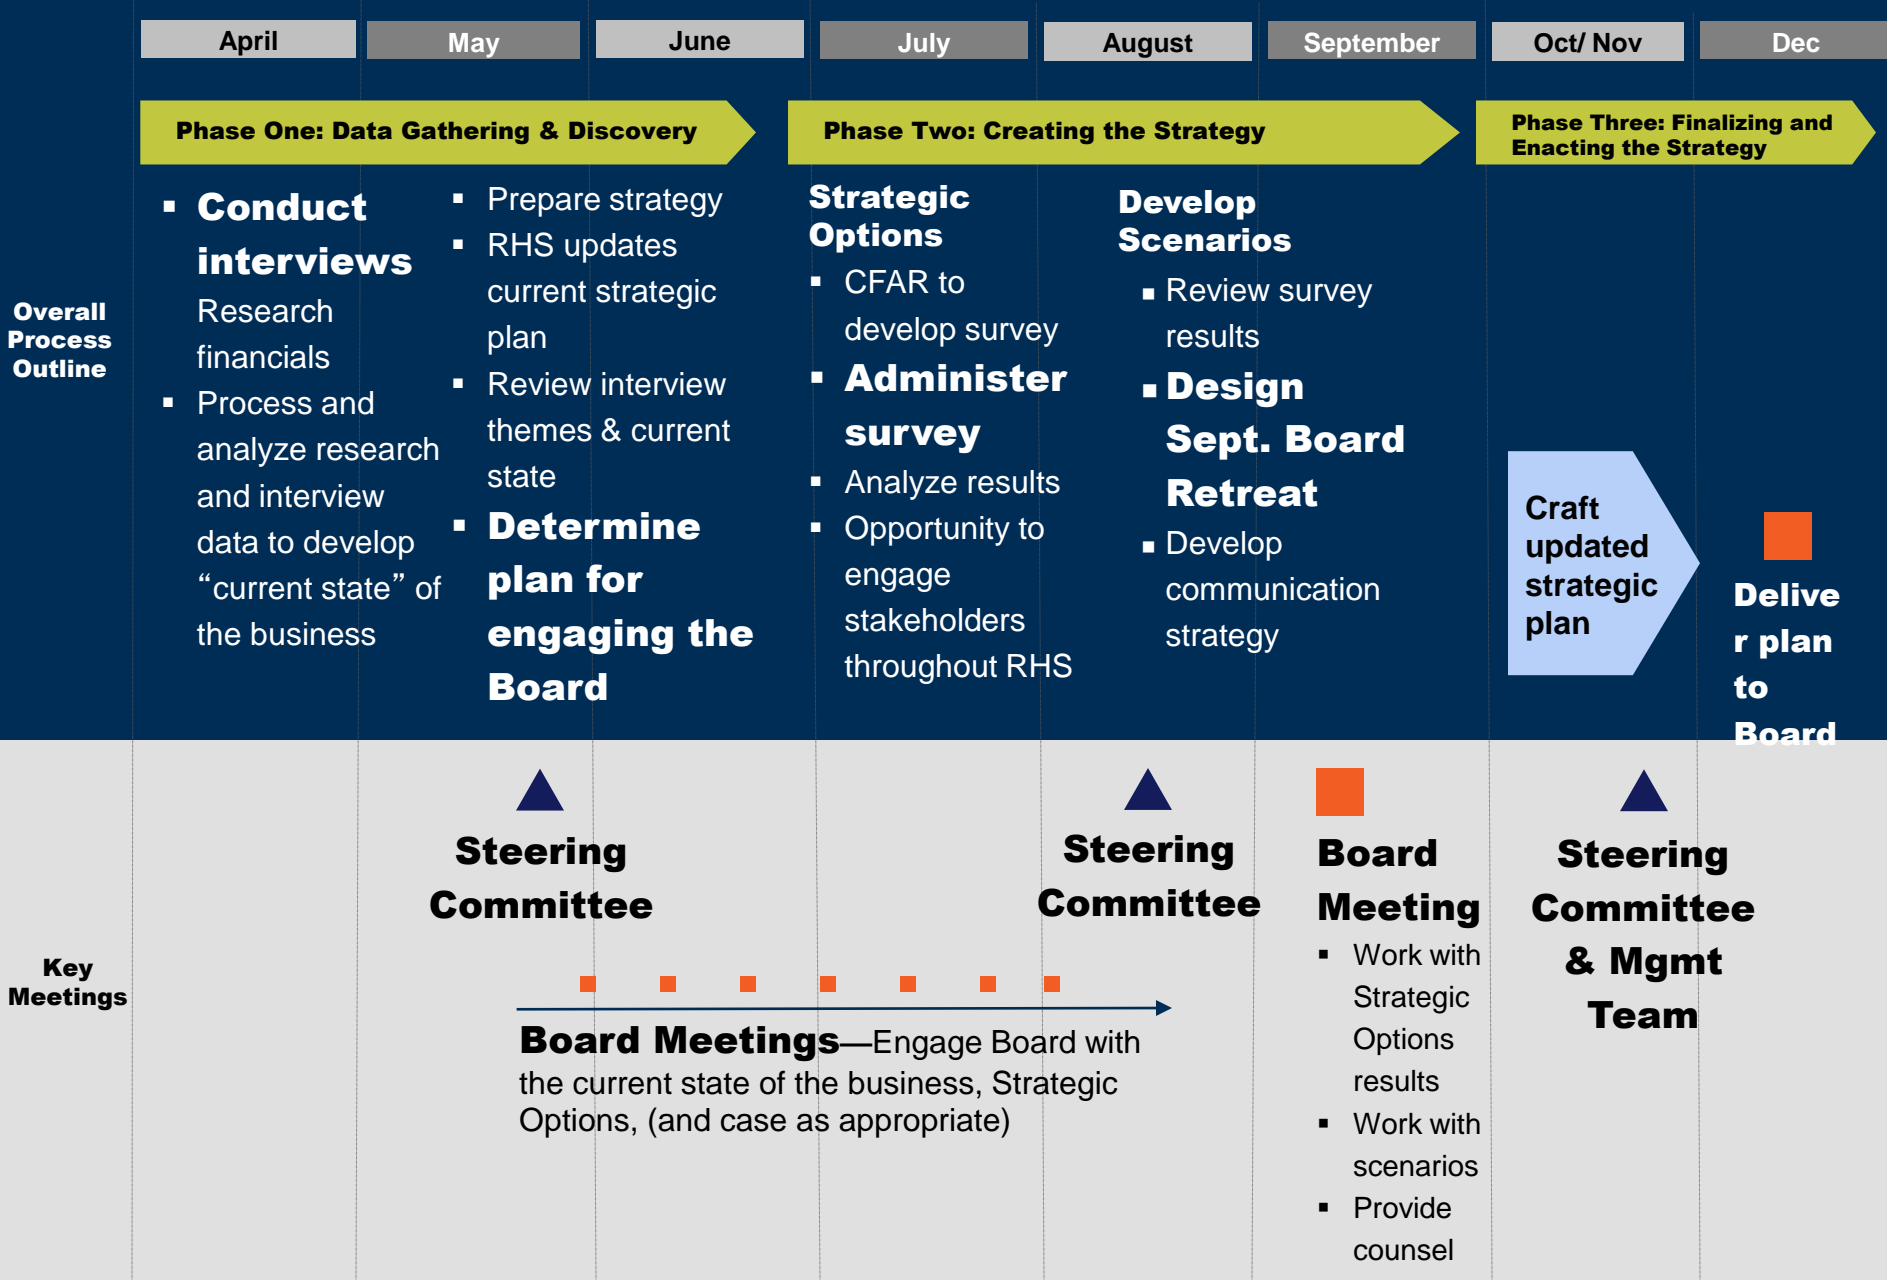 April
May
June
July
August
September
Oct/ Nov
Dec
Phase One: Data Gathering & Discovery
Phase Two: Creating the Strategy
Phase Three: Finalizing and
Enacting the Strategy
Overall
Process
Outline
▪ Conduct
interviews
Research
financials
▪ Process and
analyze research
and interview
data to develop
“current state” of
the business
▪ Prepare strategy
▪ RHS updates
current strategic
plan
▪ Review interview
themes & current
state
▪ Determine
plan for
engaging the
Board
Strategic
Options
▪ CFAR to
develop survey
▪ Administer
survey
▪ Analyze results
▪ Opportunity to
engage
stakeholders
throughout RHS
Develop
Scenarios
▪ Review survey
results
▪ Design
Sept. Board
Retreat
▪ Develop
communication
strategy
Craft
updated
strategic
plan
Delive
r plan
to
Board
Key
Meetings
Steering
Committee
Board Meetings—Engage Board with
the current state of the business, Strategic
Options, (and case as appropriate)
Steering
Committee
Board
Meeting
▪ Work with
Strategic
Options
results
▪ Work with
scenarios
▪ Provide
counsel
Steering
Committee
& Mgmt
Team